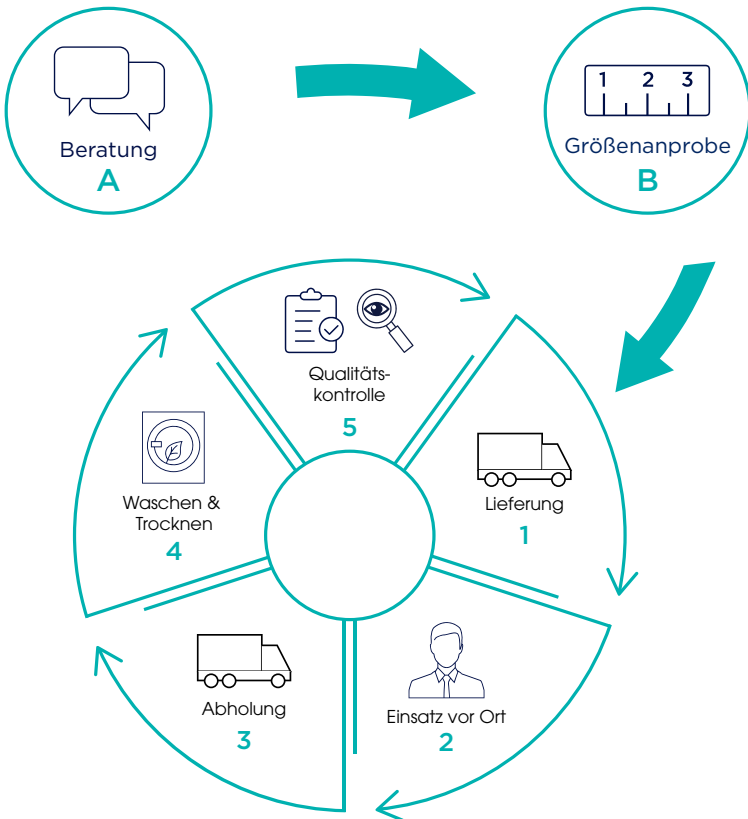 Beratung
A
1 2 3
Größenanprobe
B
Qualitäts-
kontrolle
5
Lieferung
1
Waschen &
Trocknen
4
Abholung
3
Einsatz vor Ort
2